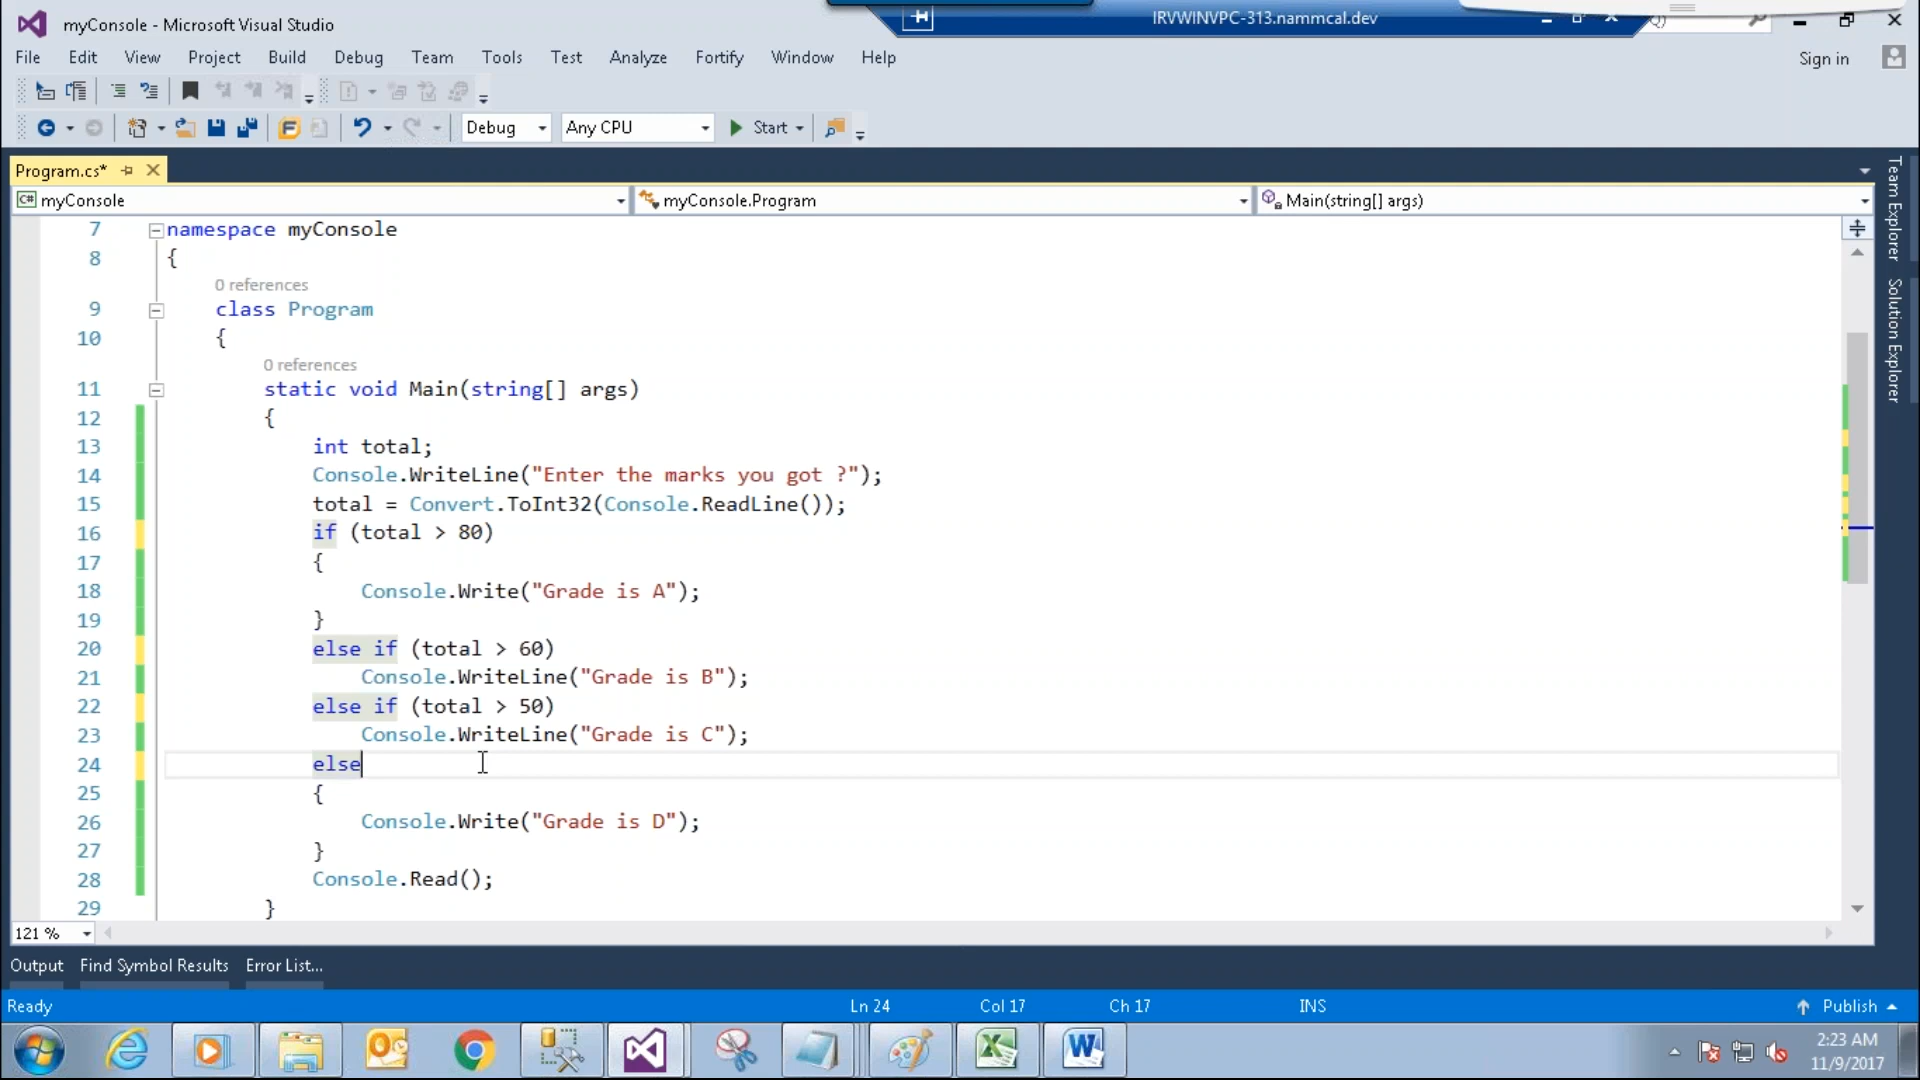 myConsole - Microsoft Visual Studio
IRVWINVPC-313.nammcal.dev
File Edit View Project Build Debug Team Tools Test Analyze Fortify Window Help
Sign in
Debug Any CPU Start
Program.cs*
myConsole myConsole.Program Main(string[] args)
7 namespace myConsole
8 {
0 references
9 class Program
10 {
0 references
11 static void Main(string[] args)
12 {
13 int total;
14 Console.WriteLine("Enter the marks you got ?");
15 total = Convert.ToInt32(Console.ReadLine());
16 if (total > 80)
17 {
18 Console.Write("Grade is A");
19 }
20 else if (total > 60)
21 Console.WriteLine("Grade is B");
22 else if (total > 50)
23 Console.WriteLine("Grade is C");
24 else
25 {
26 Console.Write("Grade is D");
27 }
28 Console.Read();
29 }
121 %
Team Explorer
Solution Explorer
Output Find Symbol Results Error List...
Ready Ln 24 Col 17 Ch 17 INS Publish
2:23 AM
11/9/2017